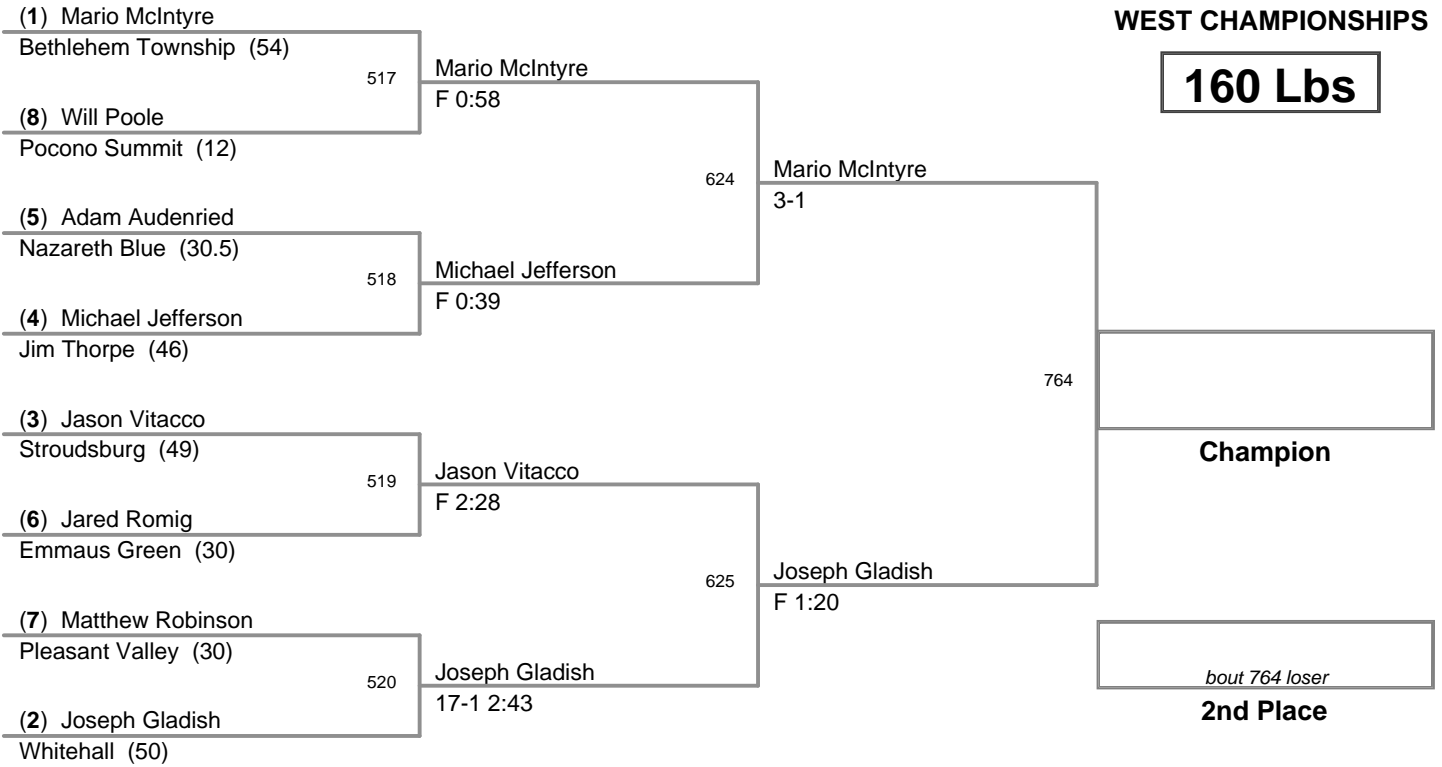 WEST CHAMPIONSHIPS
160 Lbs
(1) Mario McIntyre
Bethlehem Township (54)
517
(8) Will Poole
Pocono Summit (12)
Mario McIntyre
F 0:58
(5) Adam Audenried
Nazareth Blue (30.5)
518
(4) Michael Jefferson
Jim Thorpe (46)
Michael Jefferson
F 0:39
624
Mario McIntyre
3-1
(3) Jason Vitacco
Stroudsburg (49)
519
(6) Jared Romig
Emmaus Green (30)
Jason Vitacco
F 2:28
(7) Matthew Robinson
Pleasant Valley (30)
520
(2) Joseph Gladish
Whitehall (50)
Joseph Gladish
17-1 2:43
625
Joseph Gladish
F 1:20
764
Champion
bout 764 loser
2nd Place